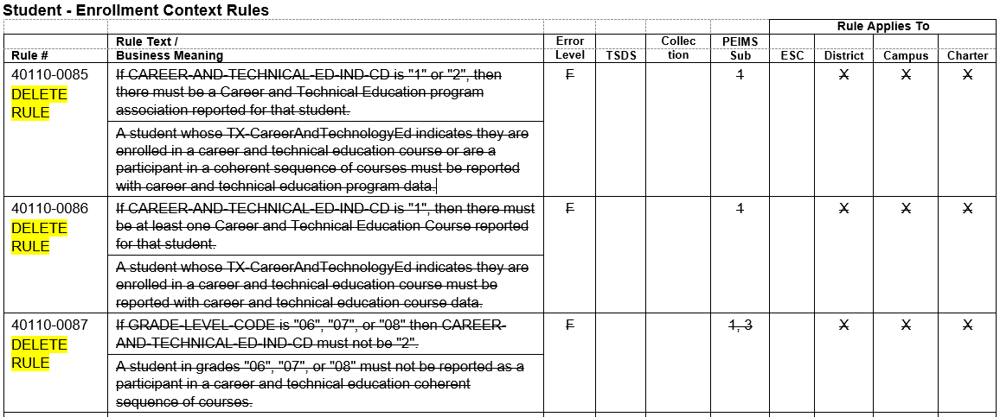 Student - Enrollment Context Rules
Rule Applies To
Rule #
Rule Text /
Business Meaning
Error
Level
TSDS
Collec
tion
PEIMS
Sub
ESC
District
Campus
Charter
40110-0085
DELETE
RULE
If CAREER-AND-TECHNICAL-ED-IND-CD is "1" or "2", then
there must be a Career and Technical Education program
association reported for that student.
A student whose TX-CareerAndTechnologyEd indicates they are
enrolled in a career and technical education course or are a
participant in a coherent sequence of courses must be reported
with career and technical education program data.
F
1
X
X
X
40110-0086
DELETE
RULE
If CAREER-AND-TECHNICAL-ED-IND-CD is "1", then there must
be at least one Career and Technical Education Course reported
for that student.
A student whose TX-CareerAndTechnologyEd indicates they are
enrolled in a career and technical education course must be
reported with career and technical education course data.
F
1
X
X
X
40110-0087
DELETE
RULE
If GRADE-LEVEL-CODE is "06", "07", or "08" then CAREER-
AND-TECHNICAL-ED-IND-CD must not be "2".
A student in grades "06", "07", or "08" must not be reported as a
participant in a career and technical education coherent
sequence of courses.
F
1, 3
X
X
X